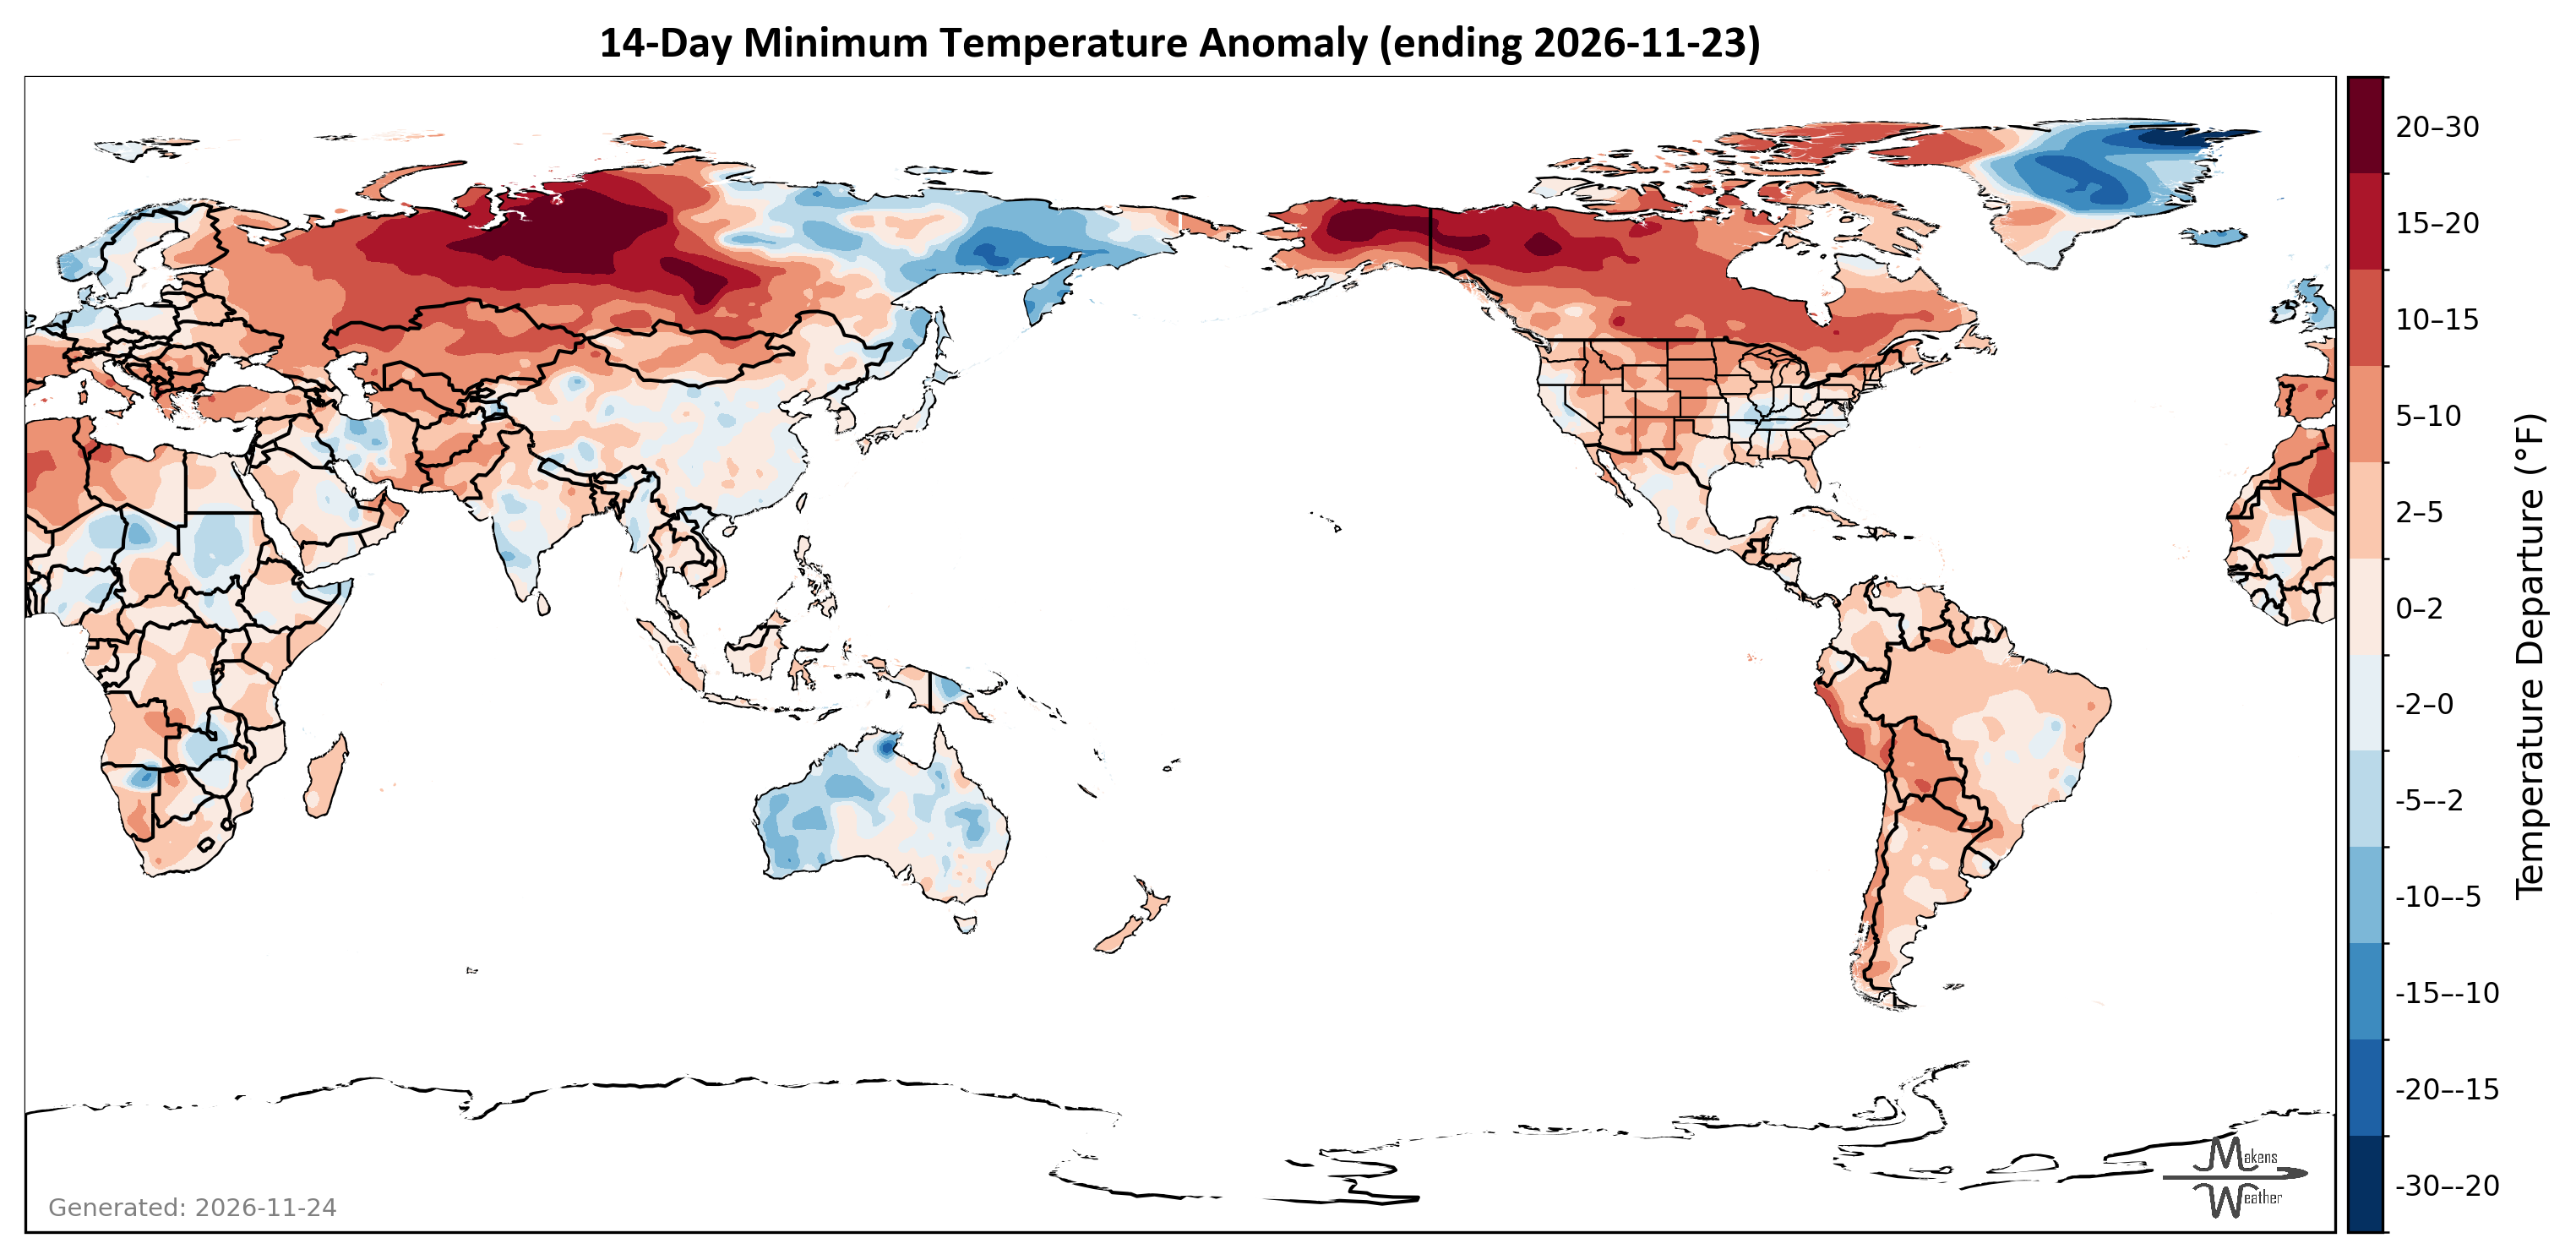 14-Day Minimum Temperature Anomaly (ending 2026-11-23)
20–30
15–20
10–15
5–10
2–5
0–2
-2–0
-5–-2
-10–-5
-15–-10
-20–-15
-30–-20
Temperature Departure (°F)
Generated: 2026-11-24
Makens
Weather